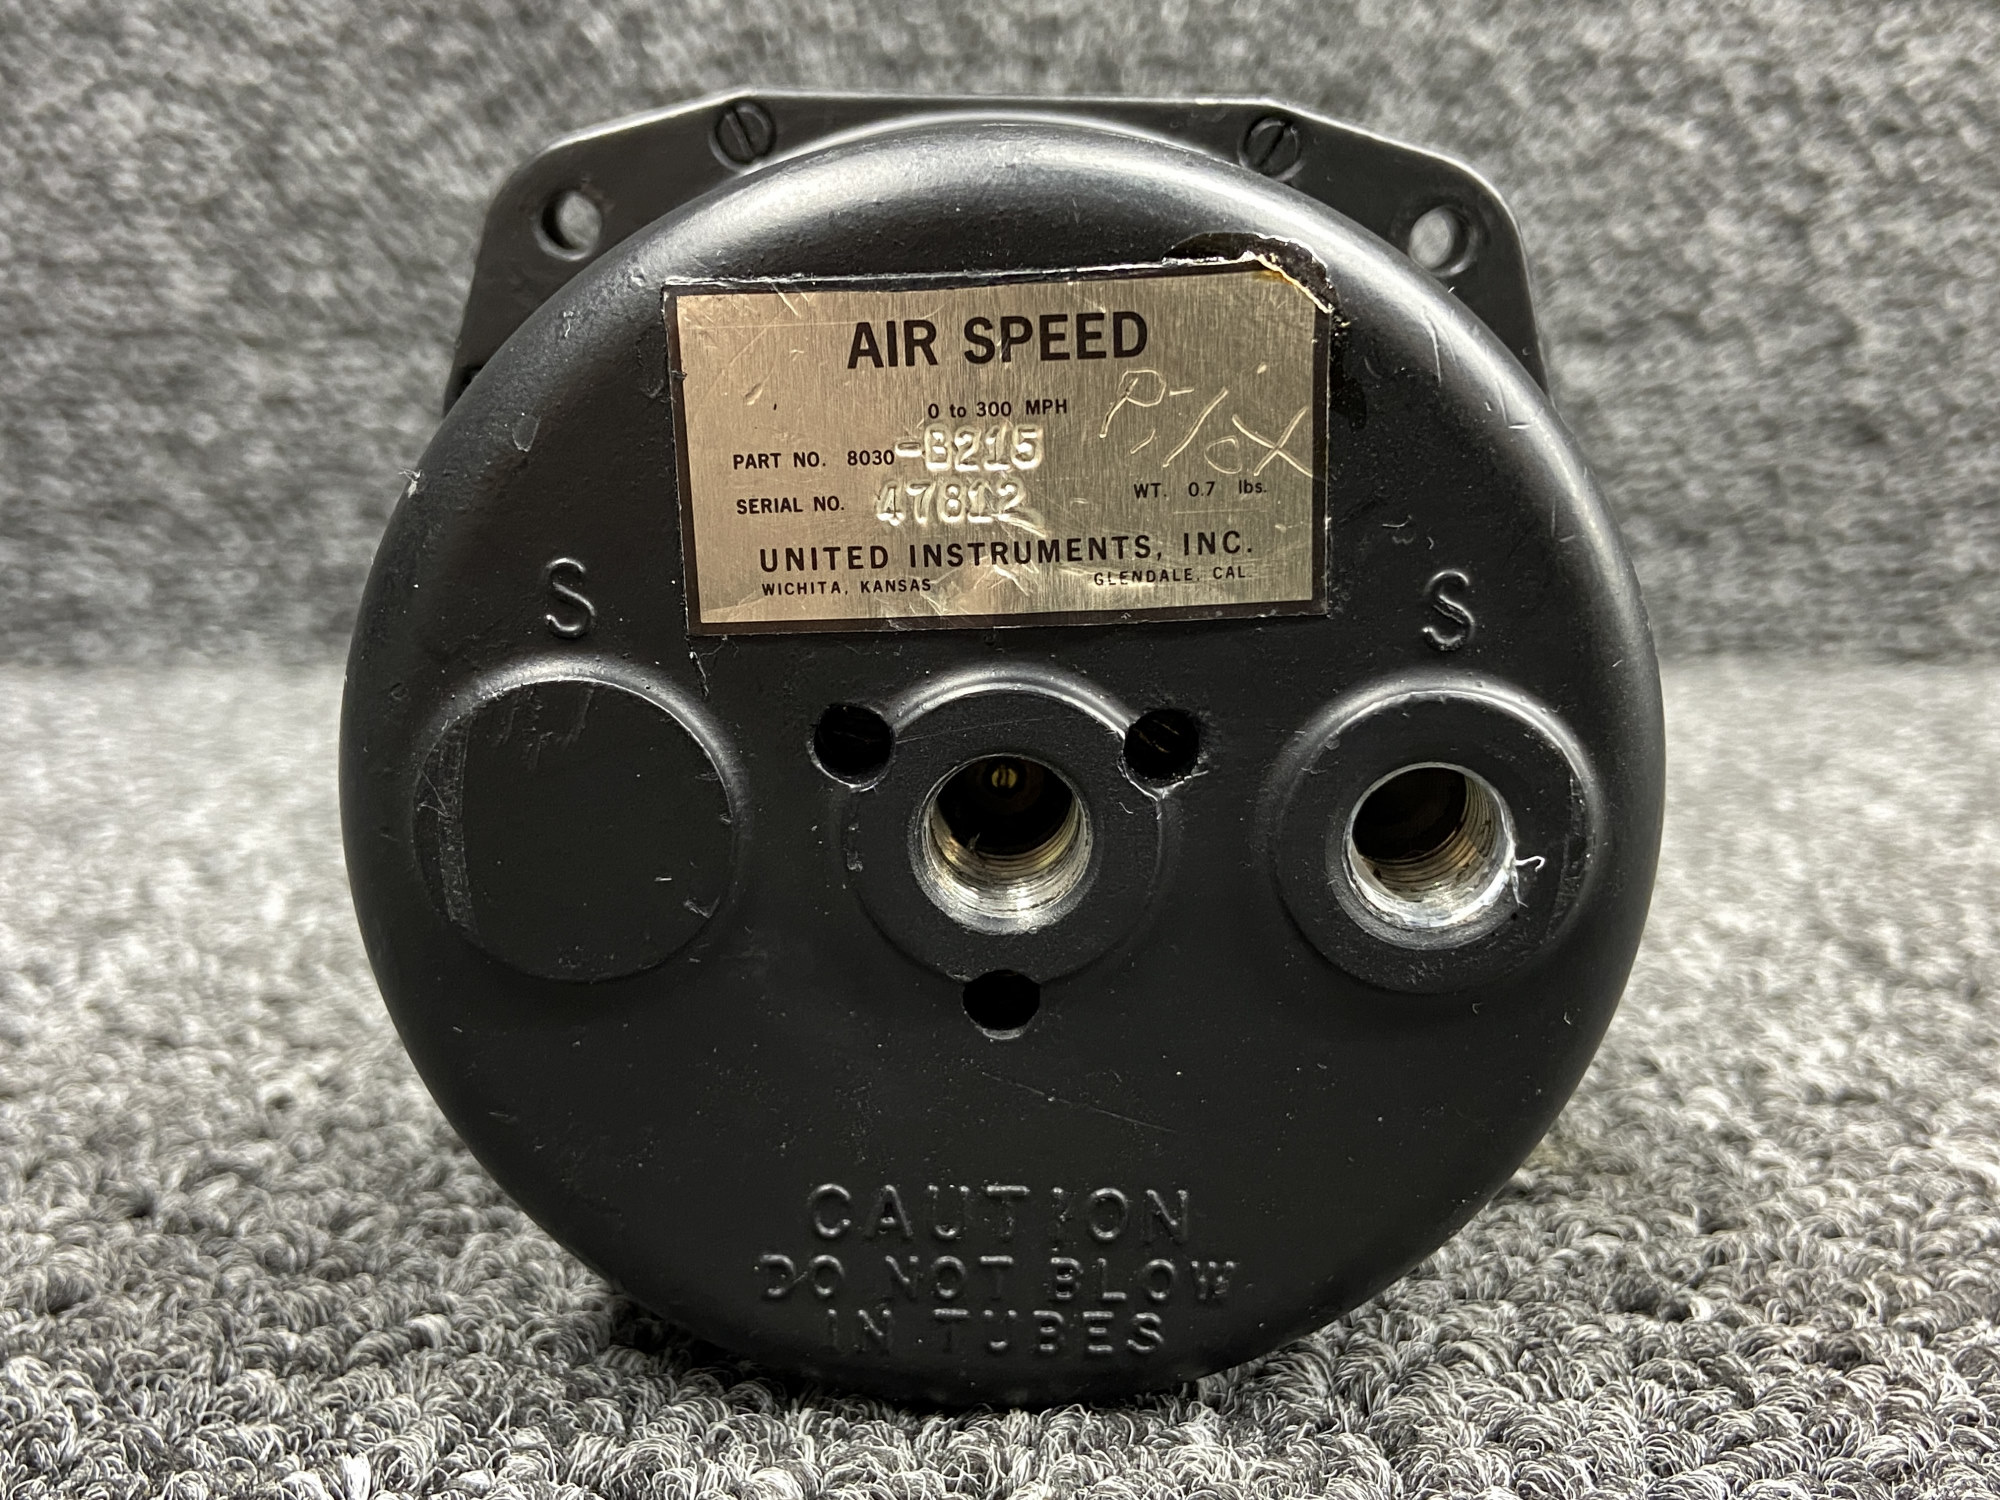 AIR SPEED
0 to 300 MPH
PART NO. 8030-B215
SERIAL NO. 47812
WT. 0.7 lbs.
UNITED INSTRUMENTS, INC.
WICHITA, KANSAS GLENDALE, CAL.
S S
CAUTION
DO NOT BLOW
IN TUBES